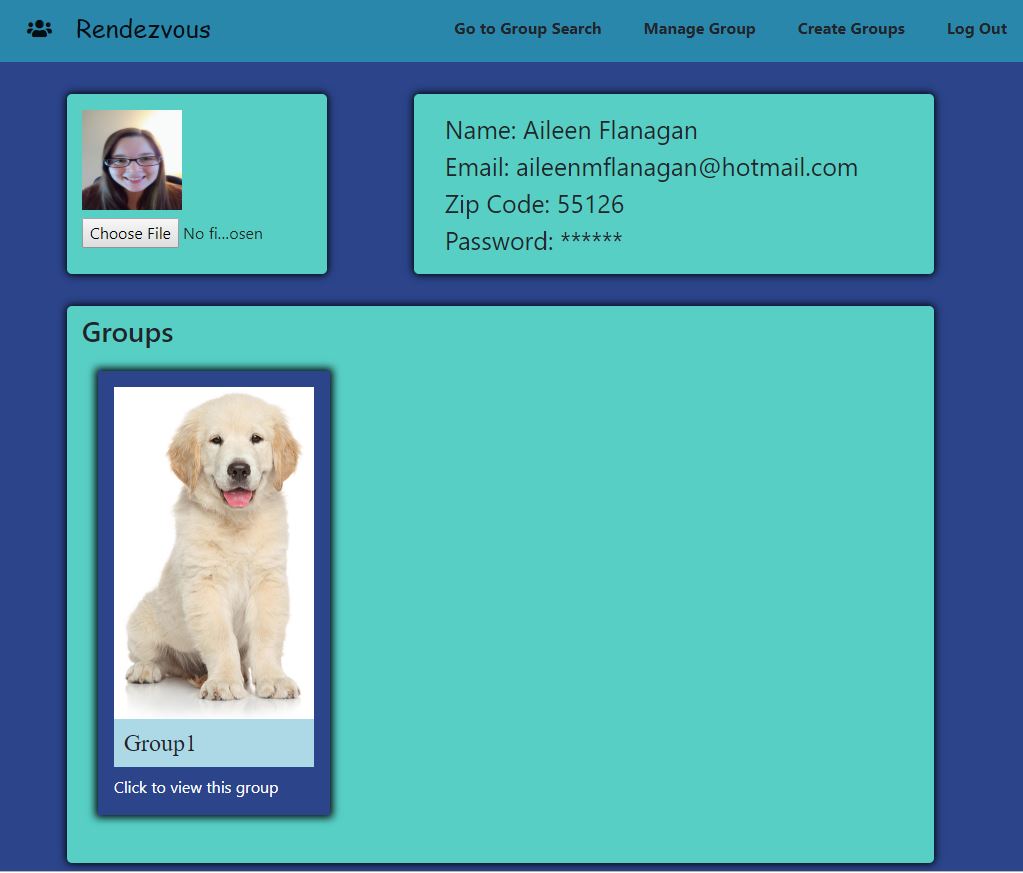 Rendezvous
Go to Group Search
Manage Group
Create Groups
Log Out
Choose File No fi...osen
Name: Aileen Flanagan
Email: aileenmflanagan@hotmail.com
Zip Code: 55126
Password: ******
Groups
Group1
Click to view this group